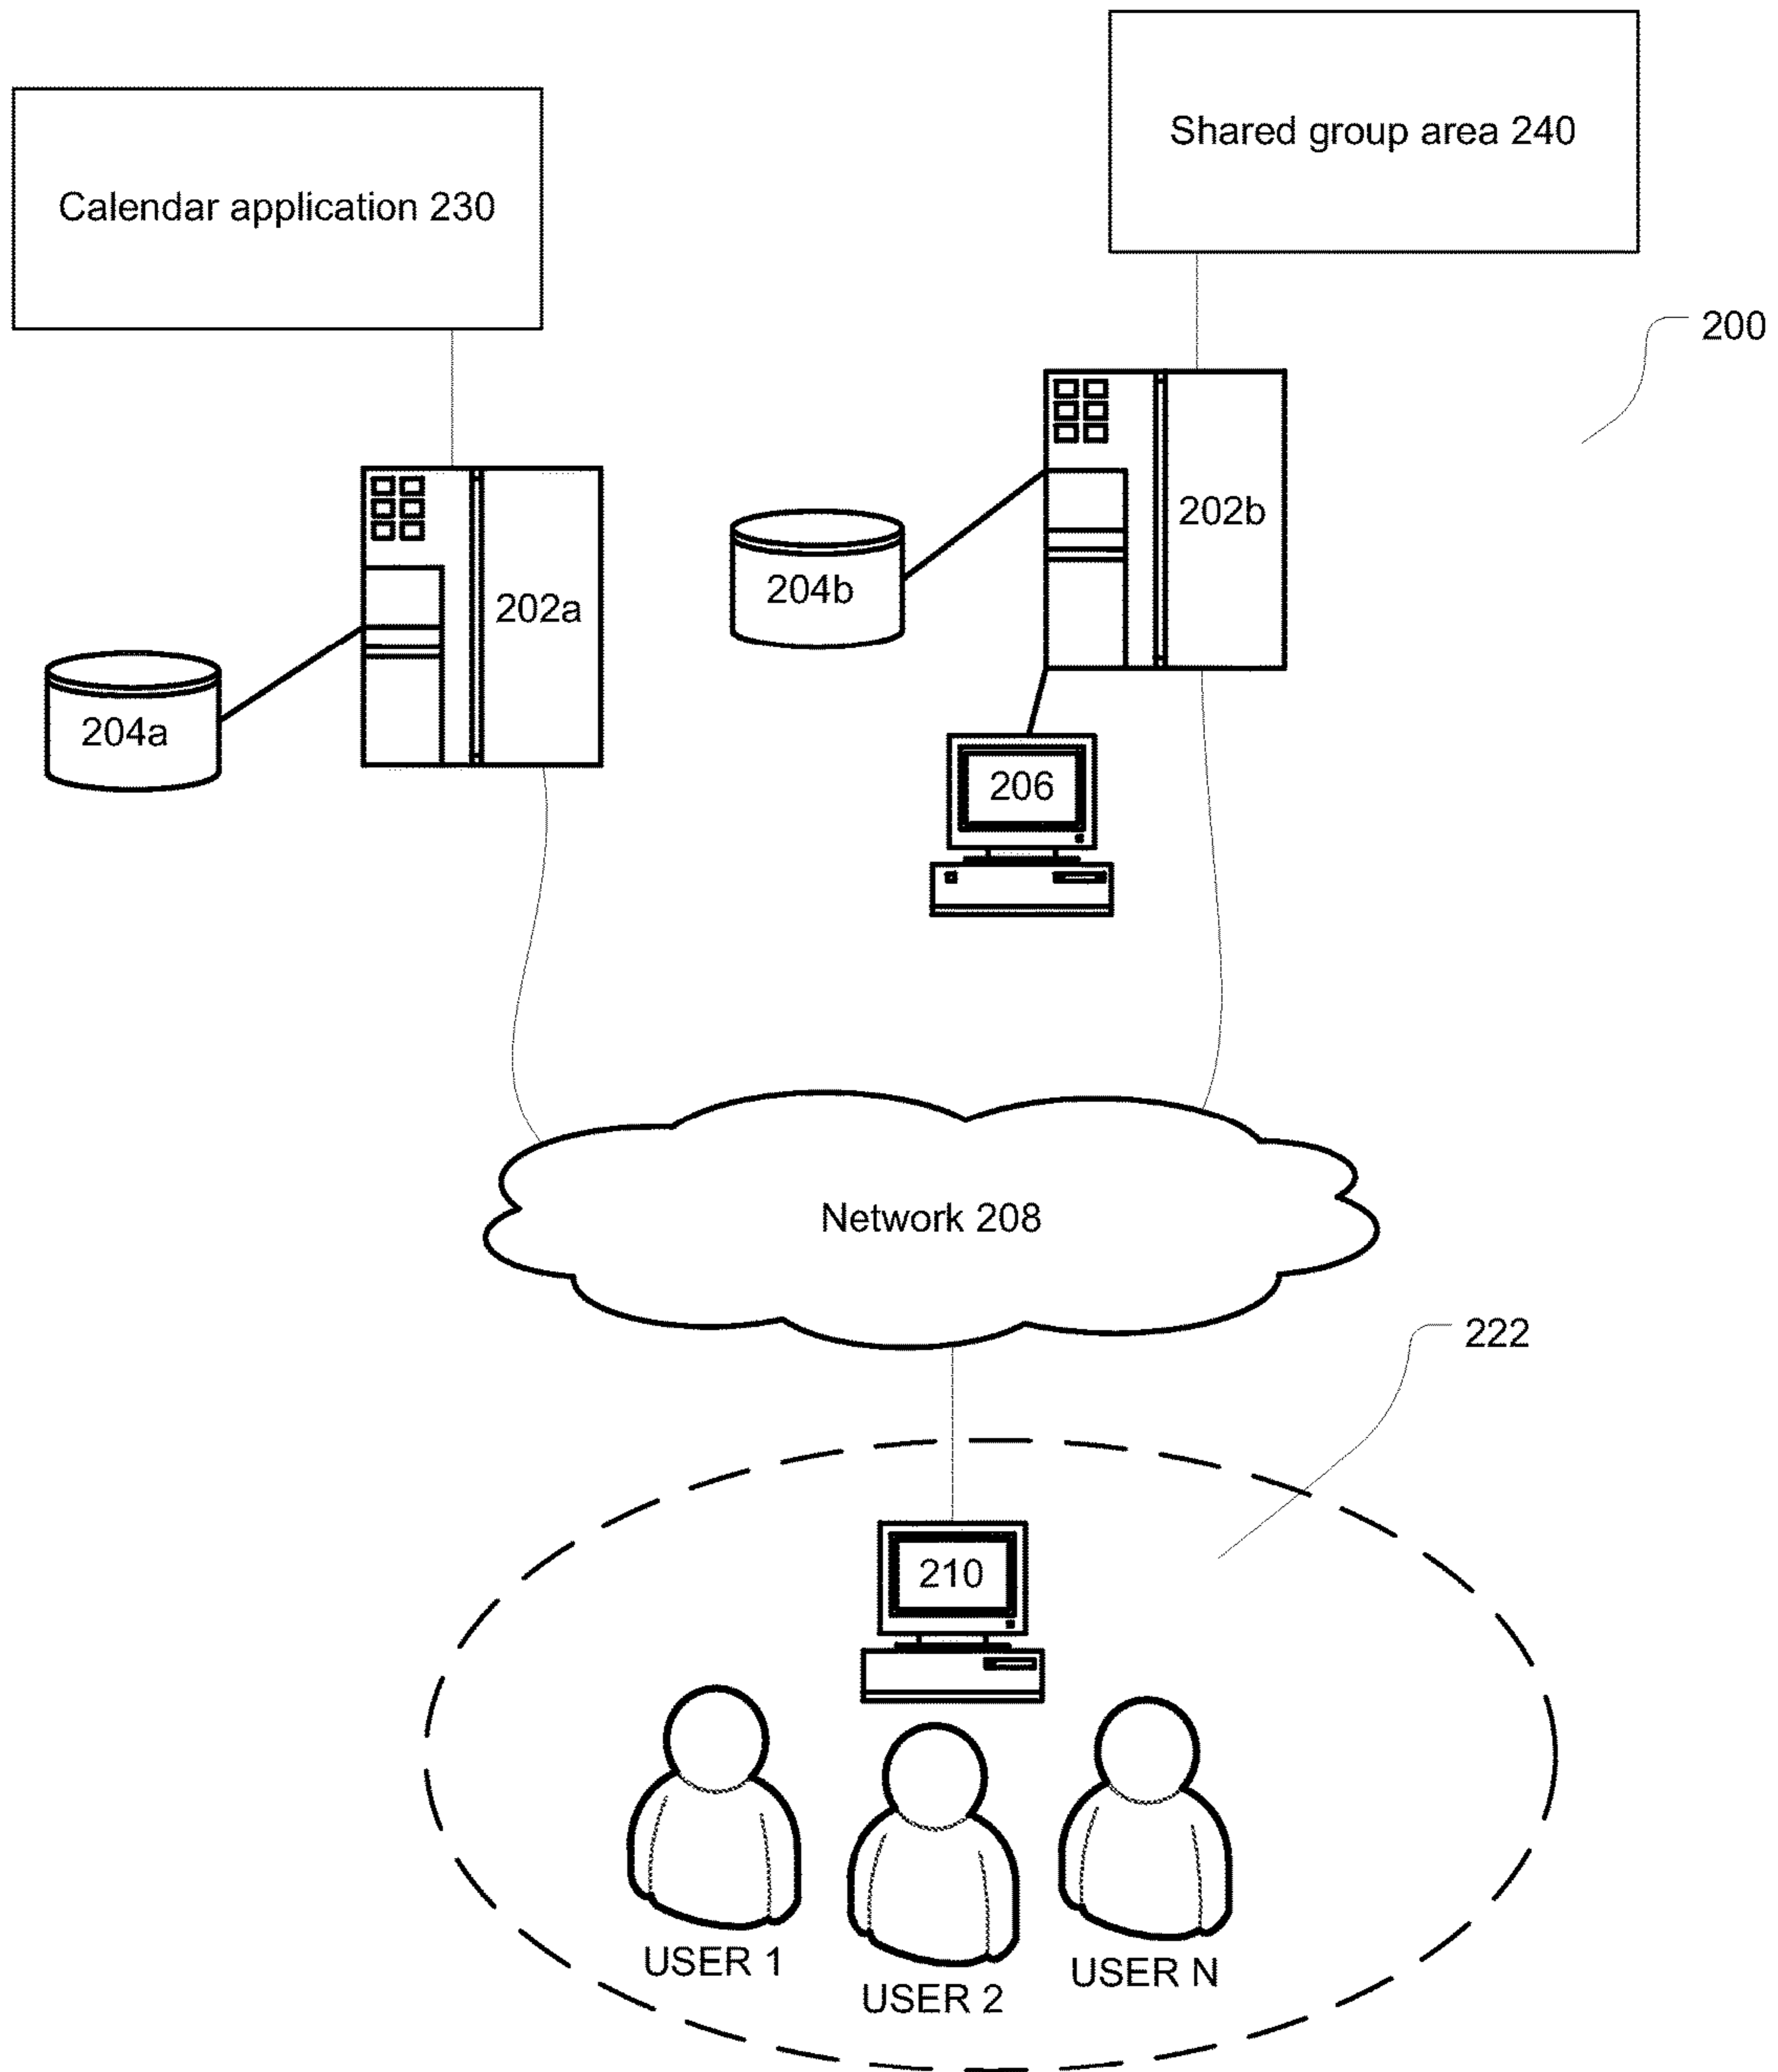 Shared group area 240
Calendar application 230
200
202b
204b
202a
204a
206
Network 208
222
210
USER 1
USER 2
USER N